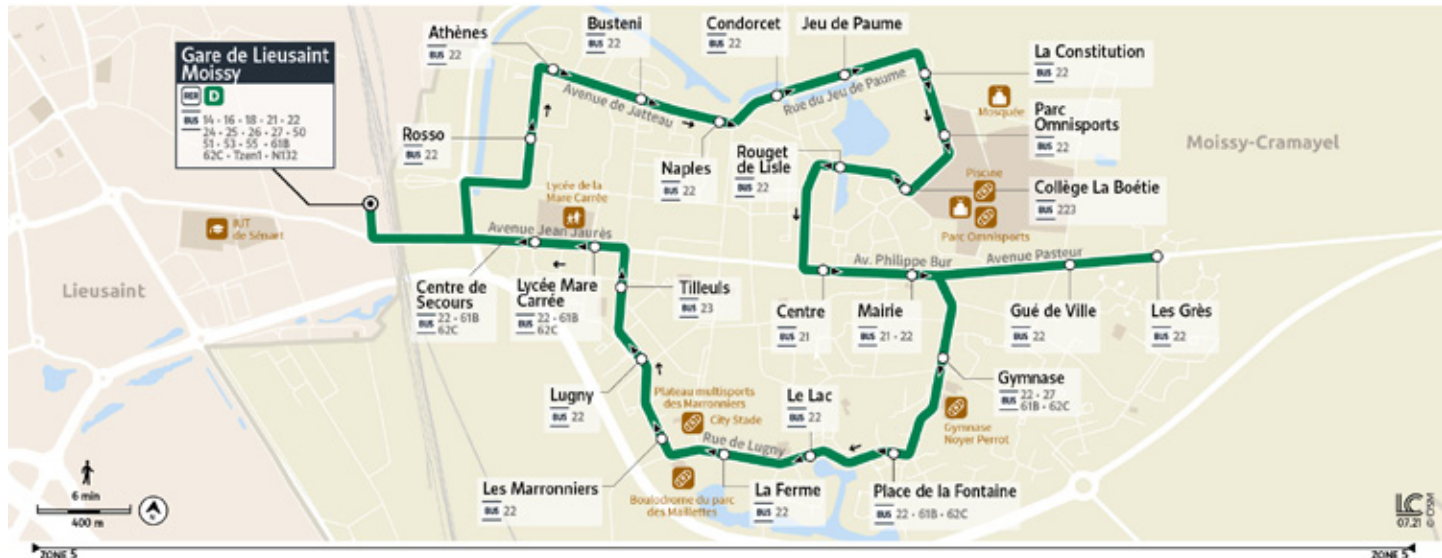 Gare de Lieusaint
Moissy
RER D
BUS 14 - 16 - 18 - 21 - 22
24 - 25 - 26 - 27 - 50
51 - 53 - 55 - 61B
62C - Tzen1 - N132
Athènes
BUS 22
Busteni
BUS 22
Condorcet
BUS 22
Jeu de Paume
La Constitution
BUS 22
Mosquée
Parc
Omnisports
BUS 22
Moissy-Cramayel
Avenue de Jatteau
Rue du Jeu de Paume
Rosso
BUS 22
Naples
BUS 22
Rouget
de Lisle
BUS 22
Piscine
Collège La Boétie
BUS 223
Parc Omnisports
Lycée de la
Mare Carrée
IUT
de Sénart
Avenue Jean Jaurès
Av. Philippe Bur
Avenue Pasteur
Lieusaint
Centre de
Secours
BUS 22 - 61B
62C
Lycée Mare
Carrée
BUS 22 - 61B
62C
Tilleuls
BUS 23
Centre
BUS 21
Mairie
BUS 21 - 22
Gué de Ville
BUS 22
Les Grès
BUS 22
Lugny
BUS 22
Plateau multisports
des Marronniers
City Stade
Le Lac
BUS 22
Gymnase
BUS 22 - 27
61B - 62C
Gymnase
Noyer Perrot
Rue de Lugny
Les Marronniers
BUS 22
Boulodrome du parc
des Maillettes
La Ferme
BUS 22
Place de la Fontaine
BUS 22 - 61B - 62C
6 min
400 m
LC
07.21
© CISM
ZONE 5
ZONE 5